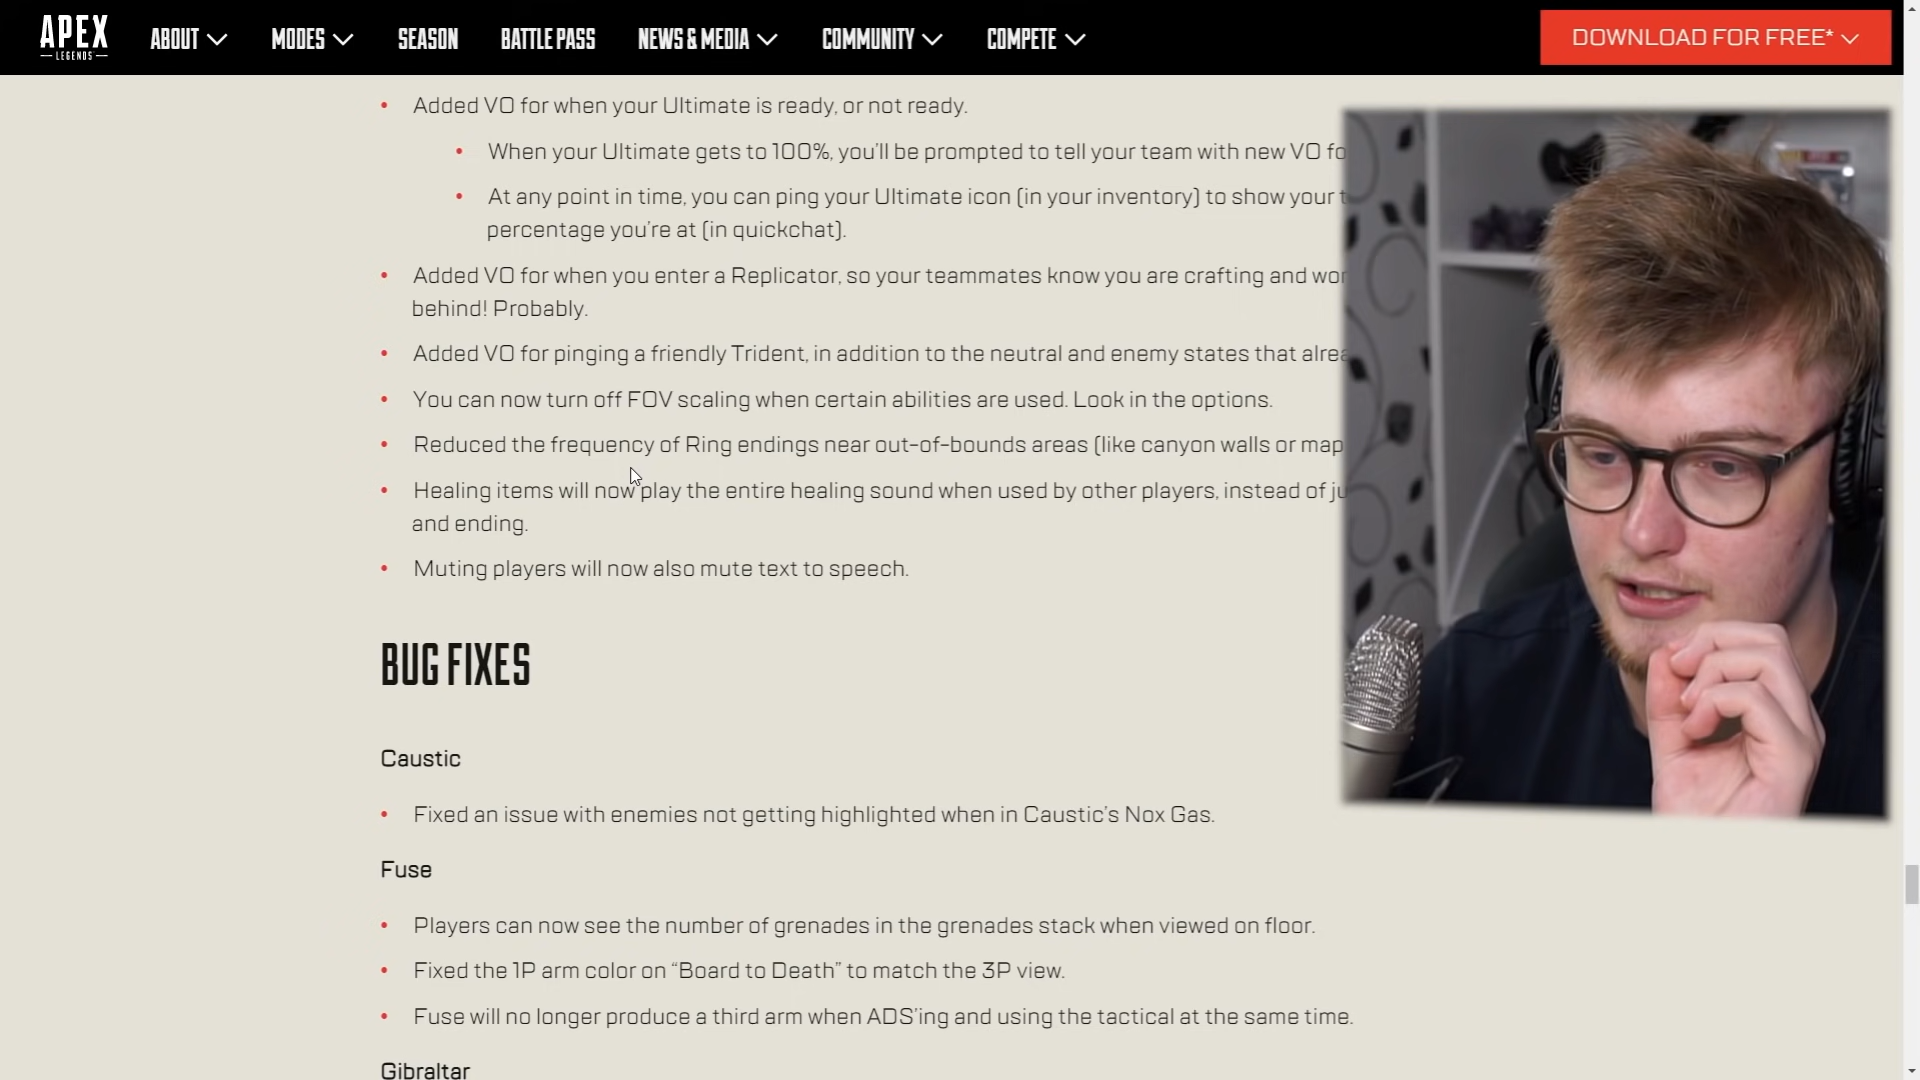 APEX
LEGENDS
ABOUT
MODES
SEASON
BATTLE PASS
NEWS & MEDIA
COMMUNITY
COMPETE
DOWNLOAD FOR FREE*
• Added VO for when your Ultimate is ready, or not ready.
• When your Ultimate gets to 100%, you'll be prompted to tell your team with new VO fo
• At any point in time, you can ping your Ultimate icon (in your inventory) to show your t
percentage you're at (in quickchat).
• Added VO for when you enter a Replicator, so your teammates know you are crafting and wo
behind! Probably.
• Added VO for pinging a friendly Trident, in addition to the neutral and enemy states that alrea
• You can now turn off FOV scaling when certain abilities are used. Look in the options.
• Reduced the frequency of Ring endings near out-of-bounds areas (like canyon walls or map
• Healing items will now play the entire healing sound when used by other players, instead of ju
and ending.
• Muting players will now also mute text to speech.
BUG FIXES
Caustic
• Fixed an issue with enemies not getting highlighted when in Caustic's Nox Gas.
Fuse
• Players can now see the number of grenades in the grenades stack when viewed on floor.
• Fixed the 1P arm color on “Board to Death” to match the 3P view.
• Fuse will no longer produce a third arm when ADS'ing and using the tactical at the same time.
Gibraltar